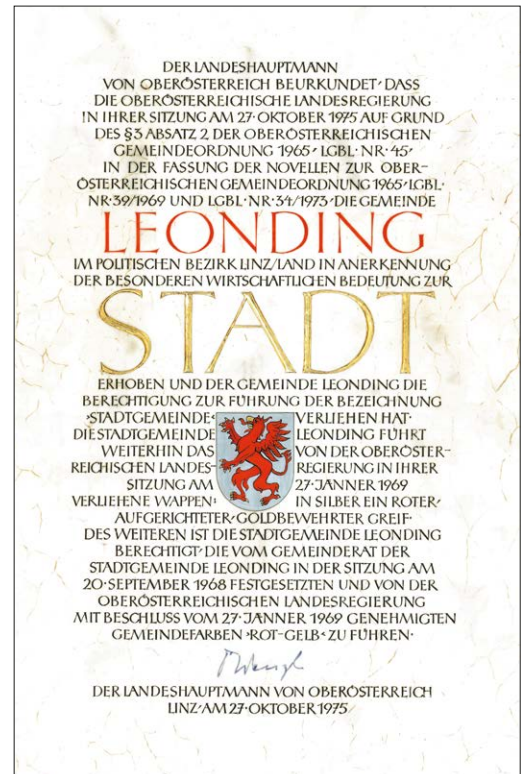 DER LANDESHAUPTMANN
VON OBERÖSTERREICH BEURKUNDET, DASS
DIE OBERÖSTERREICHISCHE LANDESREGIERUNG
IN IHRER SITZUNG AM 27· OKTOBER 1975 AUF GRUND
DES §3 ABSATZ 2 DER OBERÖSTERREICHISCHEN
GEMEINDEORDNUNG 1965, LGBL· NR· 45,
IN DER FASSUNG DER NOVELLEN ZUR OBER-
ÖSTERREICHISCHEN GEMEINDEORDNUNG 1965, LGBL·
NR·39/1969 UND LGBL·NR·34/1973, DIE GEMEINDE
LEONDING
IM POLITISCHEN BEZIRK LINZ/LAND IN ANERKENNUNG
DER BESONDEREN WIRTSCHAFTLICHEN BEDEUTUNG ZUR
STADT
ERHOBEN UND DER GEMEINDE LEONDING DIE
BERECHTIGUNG ZUR FÜHRUNG DER BEZEICHNUNG
›STADTGEMEINDE‹ VERLIEHEN HAT·
DIE STADTGEMEINDE LEONDING FÜHRT
WEITERHIN DAS VON DER OBERÖSTER-
REICHISCHEN LANDES- REGIERUNG IN IHRER
SITZUNG AM 27·JÄNNER 1969
VERLIEHENE WAPPEN: IN SILBER EIN ROTER,
AUFGERICHTETER, GOLDBEWEHRTER GREIF·
DES WEITEREN IST DIE STADTGEMEINDE LEONDING
BERECHTIGT, DIE VOM GEMEINDERAT DER
STADTGEMEINDE LEONDING IN DER SITZUNG AM
20·SEPTEMBER 1968 FESTGESETZTEN UND VON DER
OBERÖSTERREICHISCHEN LANDESREGIERUNG
MIT BESCHLUSS VOM 27·JÄNNER 1969 GENEHMIGTEN
GEMEINDEFARBEN ›ROT-GELB‹ ZU FÜHREN·
DER LANDESHAUPTMANN VON OBERÖSTERREICH
LINZ, AM 27·OKTOBER 1975